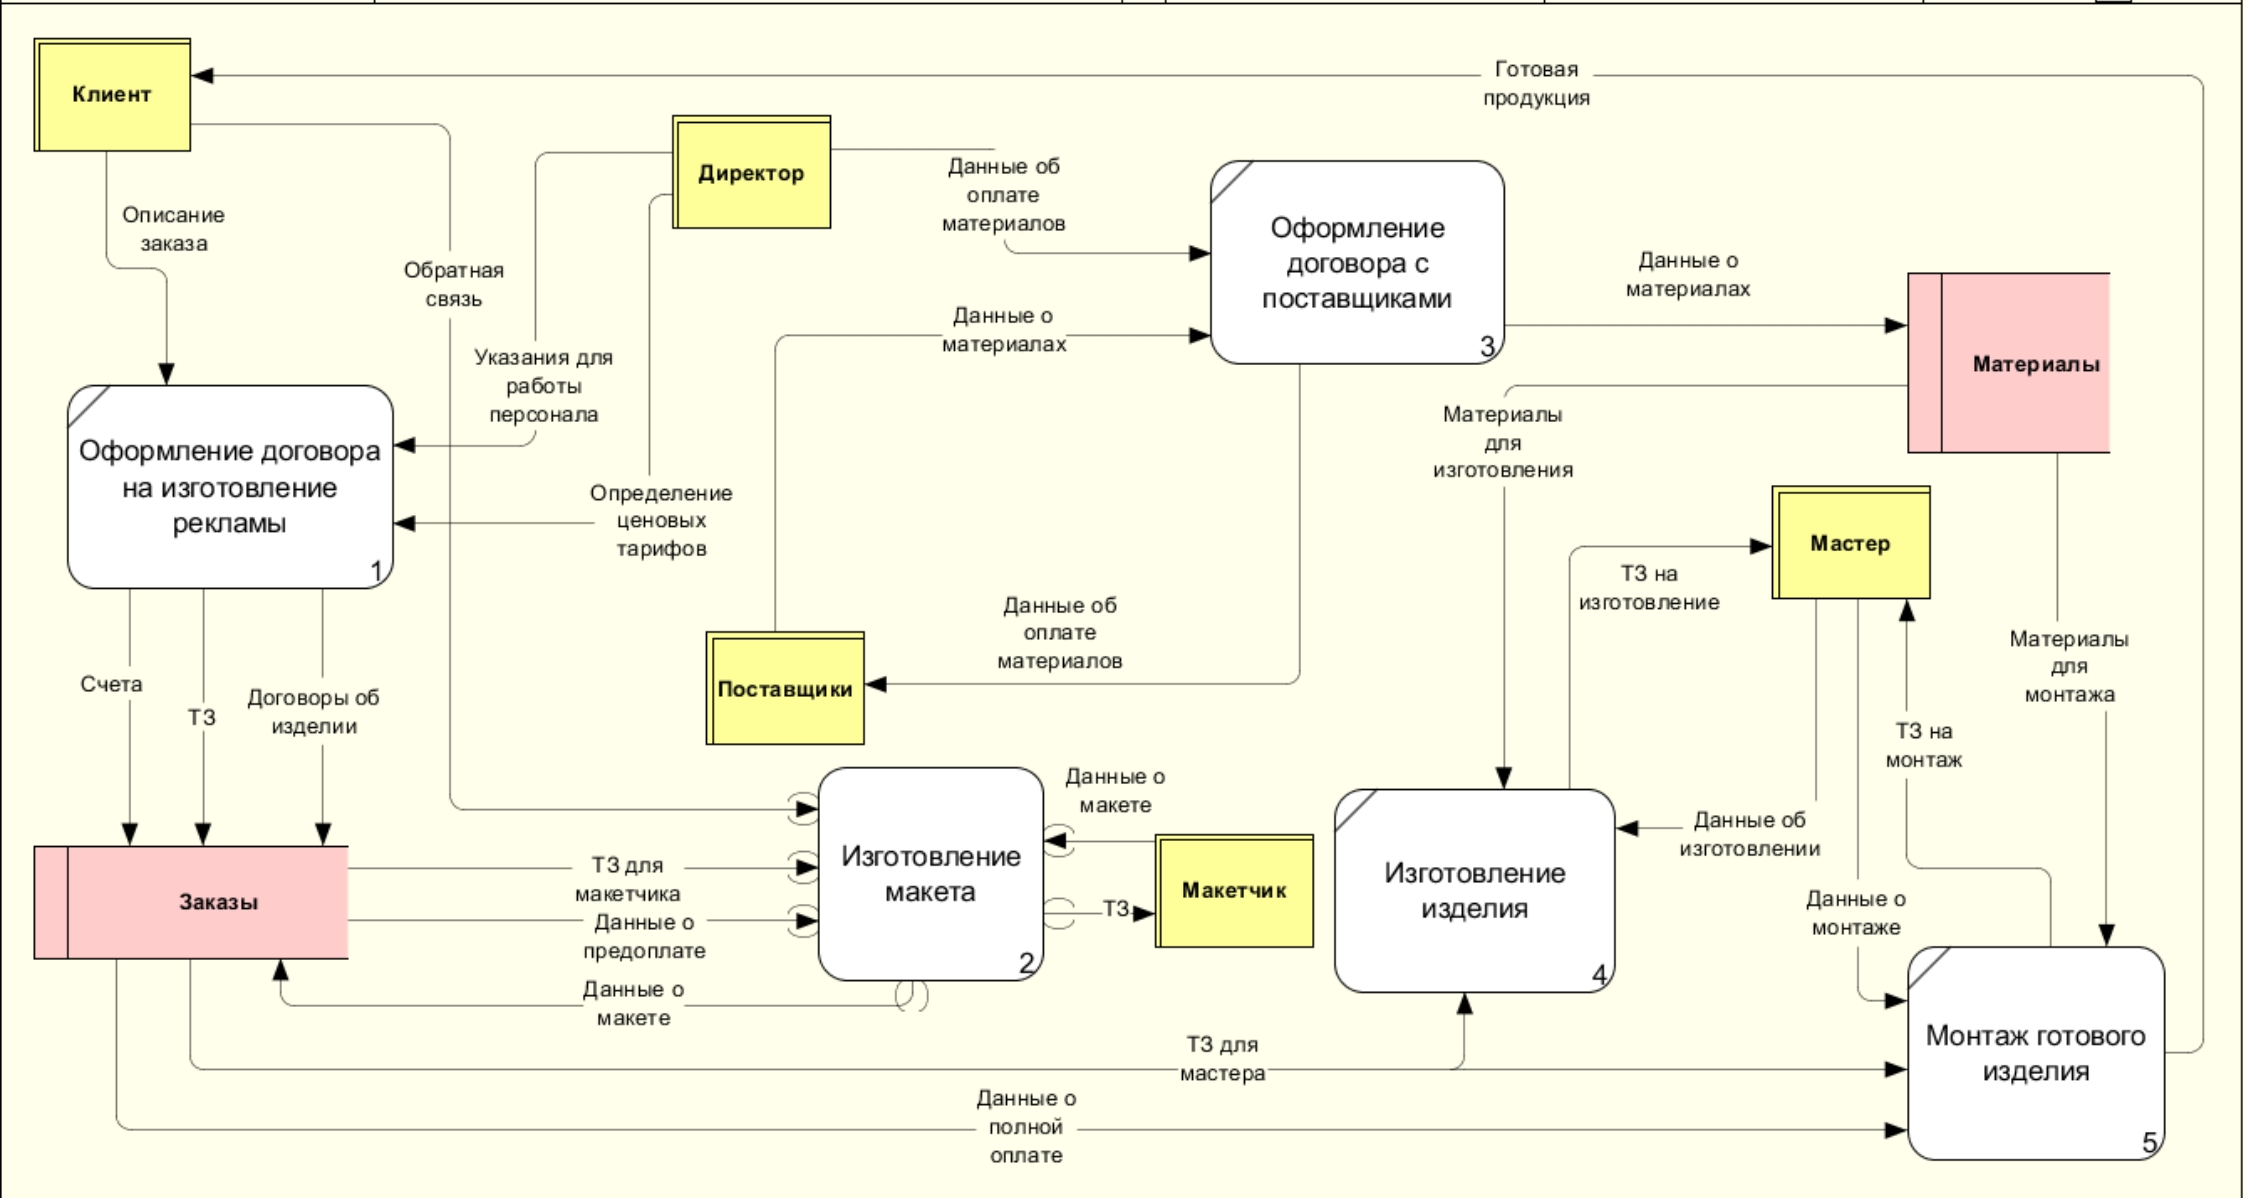 Клиент
Готовая
продукция
Директор
Данные об
оплате
материалов
Описание
заказа
Обратная
связь
Оформление
договора с
поставщиками
3
Данные о
материалах
Данные о
материалах
Материалы
Указания для
работы
персонала
Материалы
для
изготовления
Оформление договора
на изготовление
рекламы
1
Определение
ценовых
тарифов
Мастер
ТЗ на
изготовление
Данные об
оплате
материалов
Материалы
для
монтажа
Счета
ТЗ
Договоры об
изделии
Поставщики
ТЗ на
монтаж
Данные о
макете
Данные об
изготовлении
Изготовление
макета
2
ТЗ для
макетчика
Заказы
Макетчик
ТЗ
Изготовление
изделия
4
Данные о
монтаже
Данные о
предоплате
Данные о
макете
Монтаж готового
изделия
5
ТЗ для
мастера
Данные о
полной
оплате